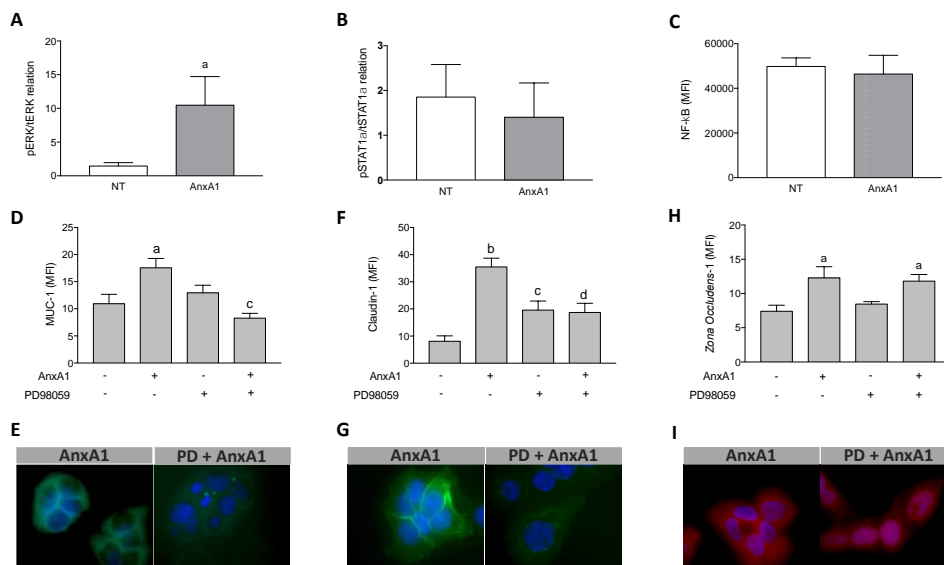 A
pERK/tERK relation
20
15
10
5
0
a
NT AnxA1
B
pSTAT1a/tSTAT1a relation
3
2
1
0
NT AnxA1
C
NF-kB (MFI)
60000
40000
20000
0
NT AnxA1
D
MUC-1 (MFI)
25
20
15
10
5
0
a
c
AnxA1 - + - +
PD98059 - - + +
F
Claudin-1 (MFI)
50
40
30
20
10
0
b
c
d
AnxA1 - + - +
PD98059 - - + +
H
Zona Occludens-1 (MFI)
20
15
10
5
0
a
a
AnxA1 - + - +
PD98059 - - + +
E
AnxA1 PD + AnxA1
G
AnxA1 PD + AnxA1
I
AnxA1 PD + AnxA1